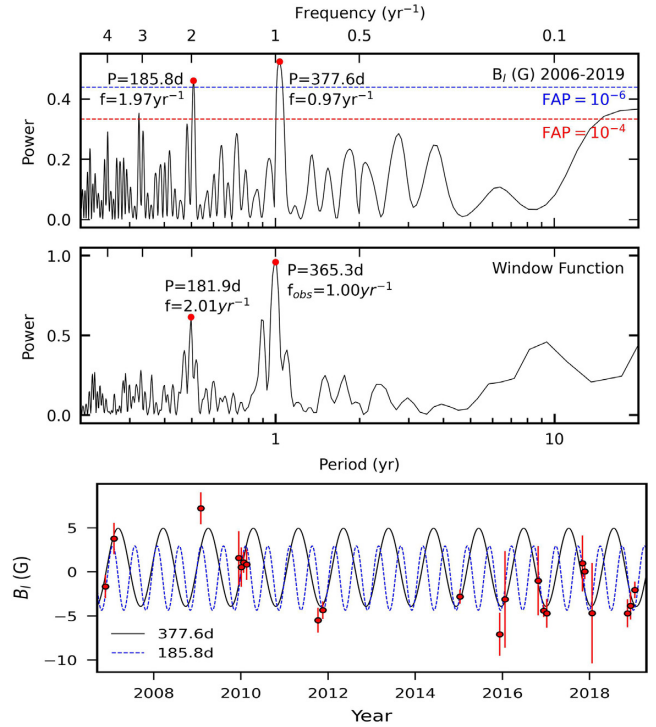 Frequency (yr⁻¹)
4 3 2 1 0.5 0.1
P=185.8d
f=1.97yr⁻¹
P=377.6d
f=0.97yr⁻¹
B_l (G) 2006-2019
FAP = 10⁻⁶
FAP = 10⁻⁴
0.4
0.2
0.0
Power
P=181.9d
f=2.01yr⁻¹
P=365.3d
f_obs=1.00yr⁻¹
Window Function
1.0
0.5
0.0
Power
1 10
Period (yr)
5
0
−5
−10
B_l (G)
377.6d
185.8d
2008 2010 2012 2014 2016 2018
Year